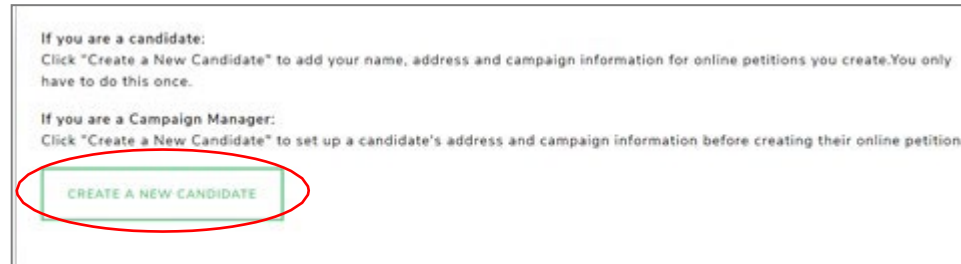 If you are a candidate:
Click "Create a New Candidate" to add your name, address and campaign information for online petitions you create.You only
have to do this once.
If you are a Campaign Manager:
Click "Create a New Candidate" to set up a candidate's address and campaign information before creating their online petition
CREATE A NEW CANDIDATE